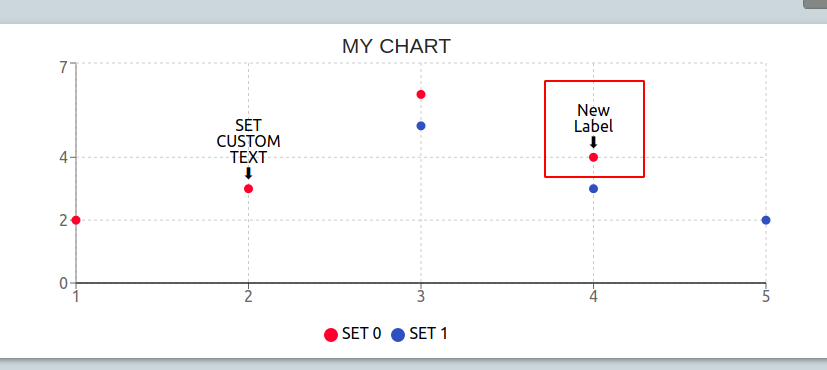 MY CHART
7
New
Label
⬇
SET
CUSTOM
TEXT
⬇
4
2
0
1 2 3 4 5
SET 0 SET 1